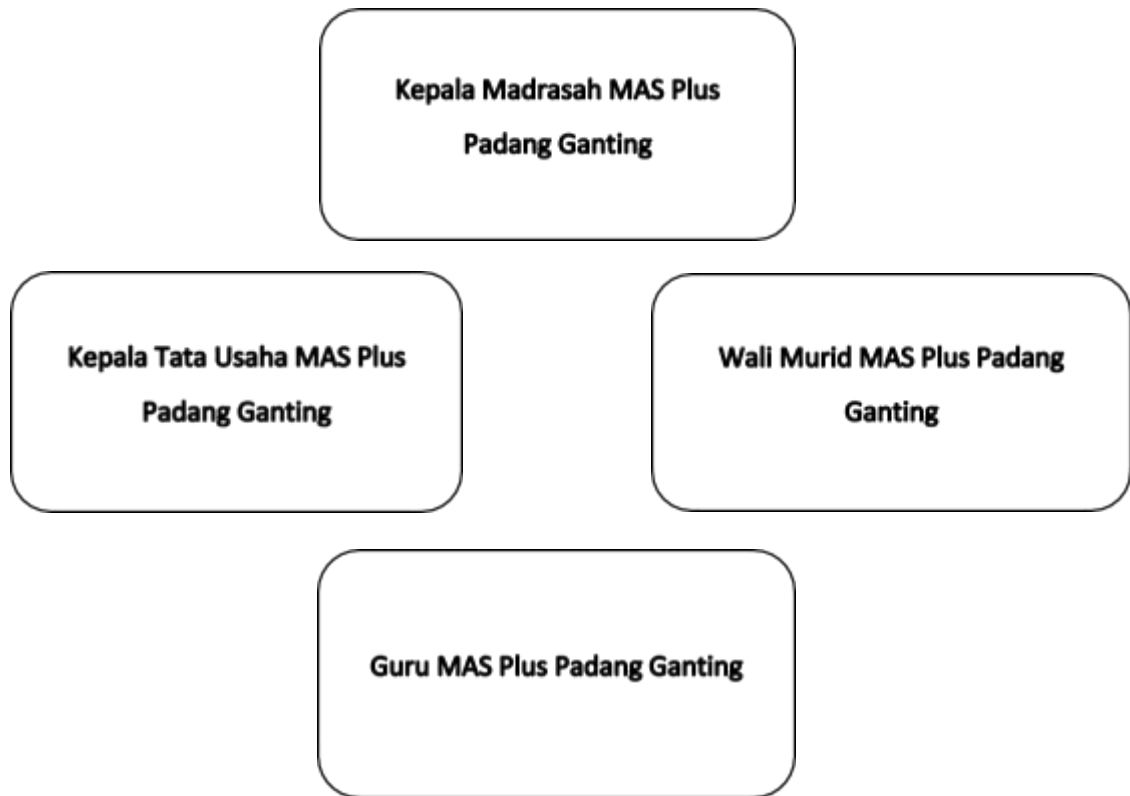 Kepala Madrasah MAS Plus
Padang Ganting
Kepala Tata Usaha MAS Plus
Padang Ganting
Wali Murid MAS Plus Padang
Ganting
Guru MAS Plus Padang Ganting